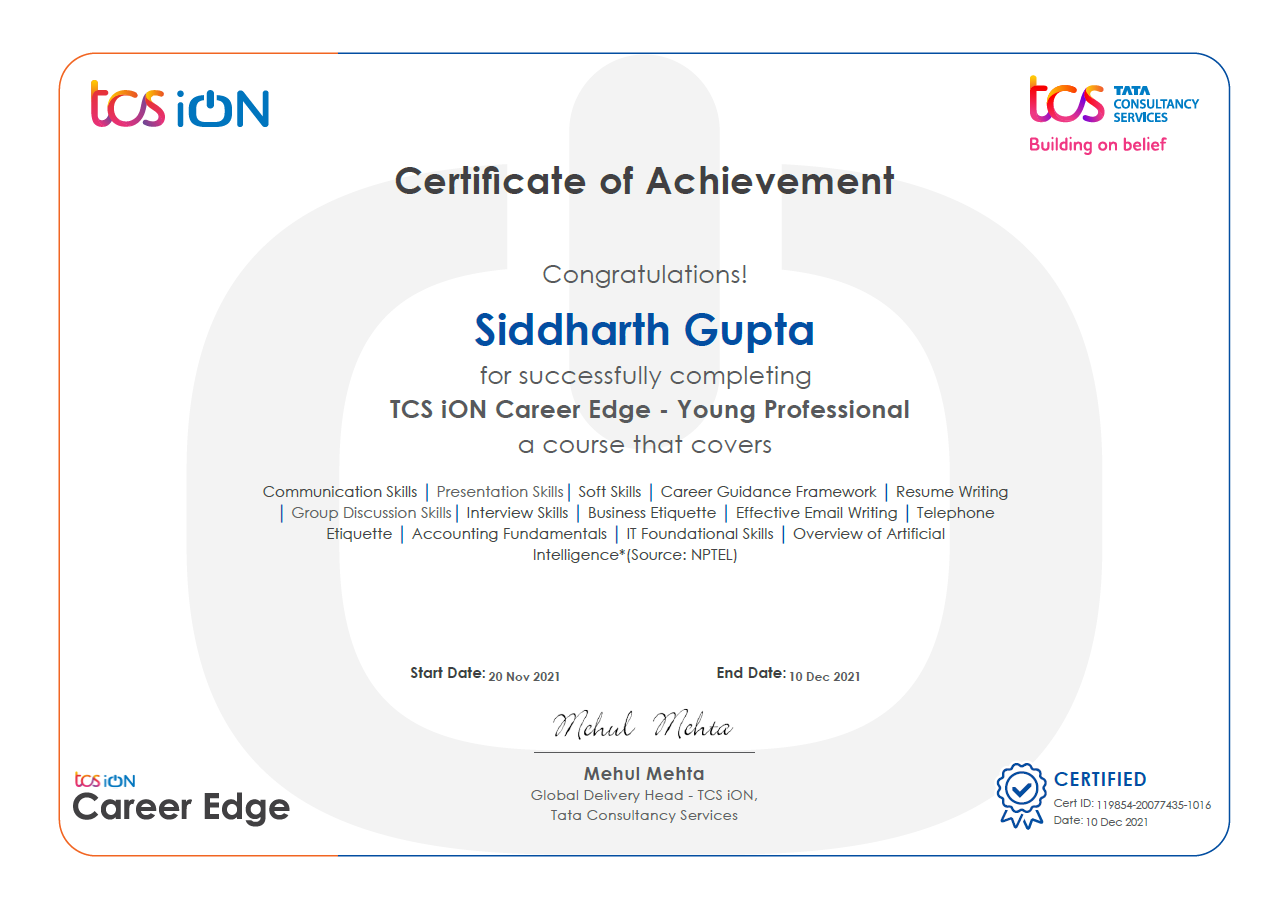 tcs iON
tcs TATA
CONSULTANCY
SERVICES
Building on belief
Certificate of Achievement
Congratulations!
Siddharth Gupta
for successfully completing
TCS iON Career Edge - Young Professional
a course that covers
Communication Skills | Presentation Skills | Soft Skills | Career Guidance Framework | Resume Writing
| Group Discussion Skills | Interview Skills | Business Etiquette | Effective Email Writing | Telephone
Etiquette | Accounting Fundamentals | IT Foundational Skills | Overview of Artificial
Intelligence*(Source: NPTEL)
Start Date: 20 Nov 2021 End Date: 10 Dec 2021
Mehul Mehta
Mehul Mehta
Global Delivery Head - TCS iON,
Tata Consultancy Services
tcs iON
Career Edge
CERTIFIED
Cert ID: 119854-20077435-1016
Date: 10 Dec 2021